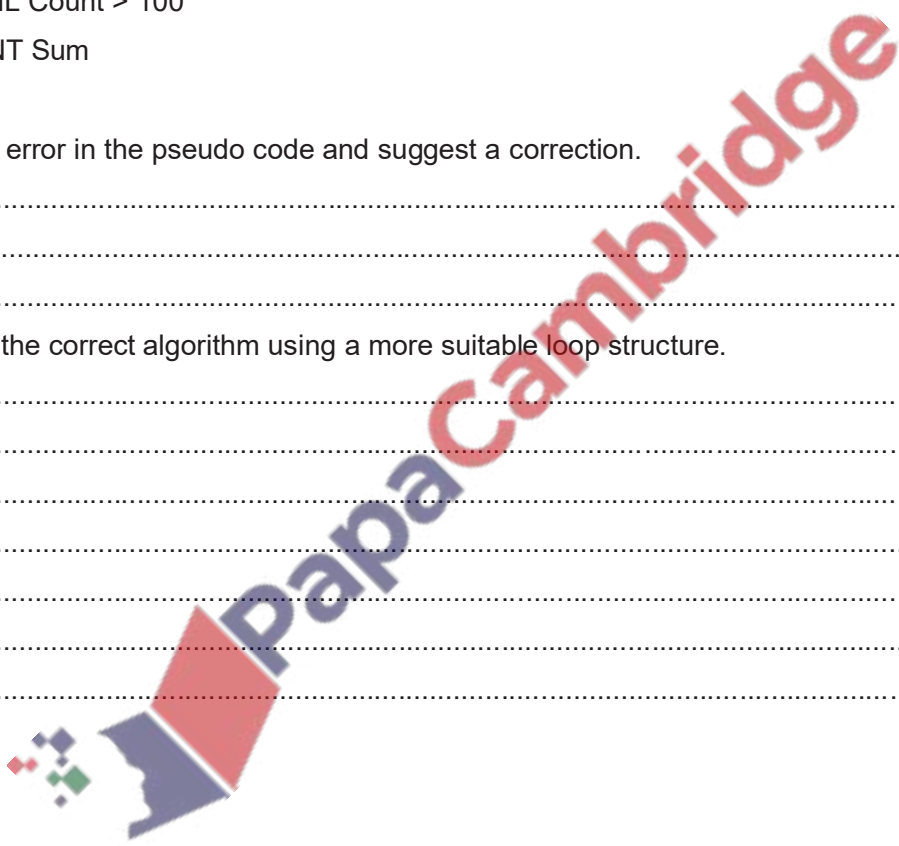 Count > 100
Sum
error in the pseudo code and suggest a correction.
the correct algorithm using a more suitable loop structure.
PapaCambridge